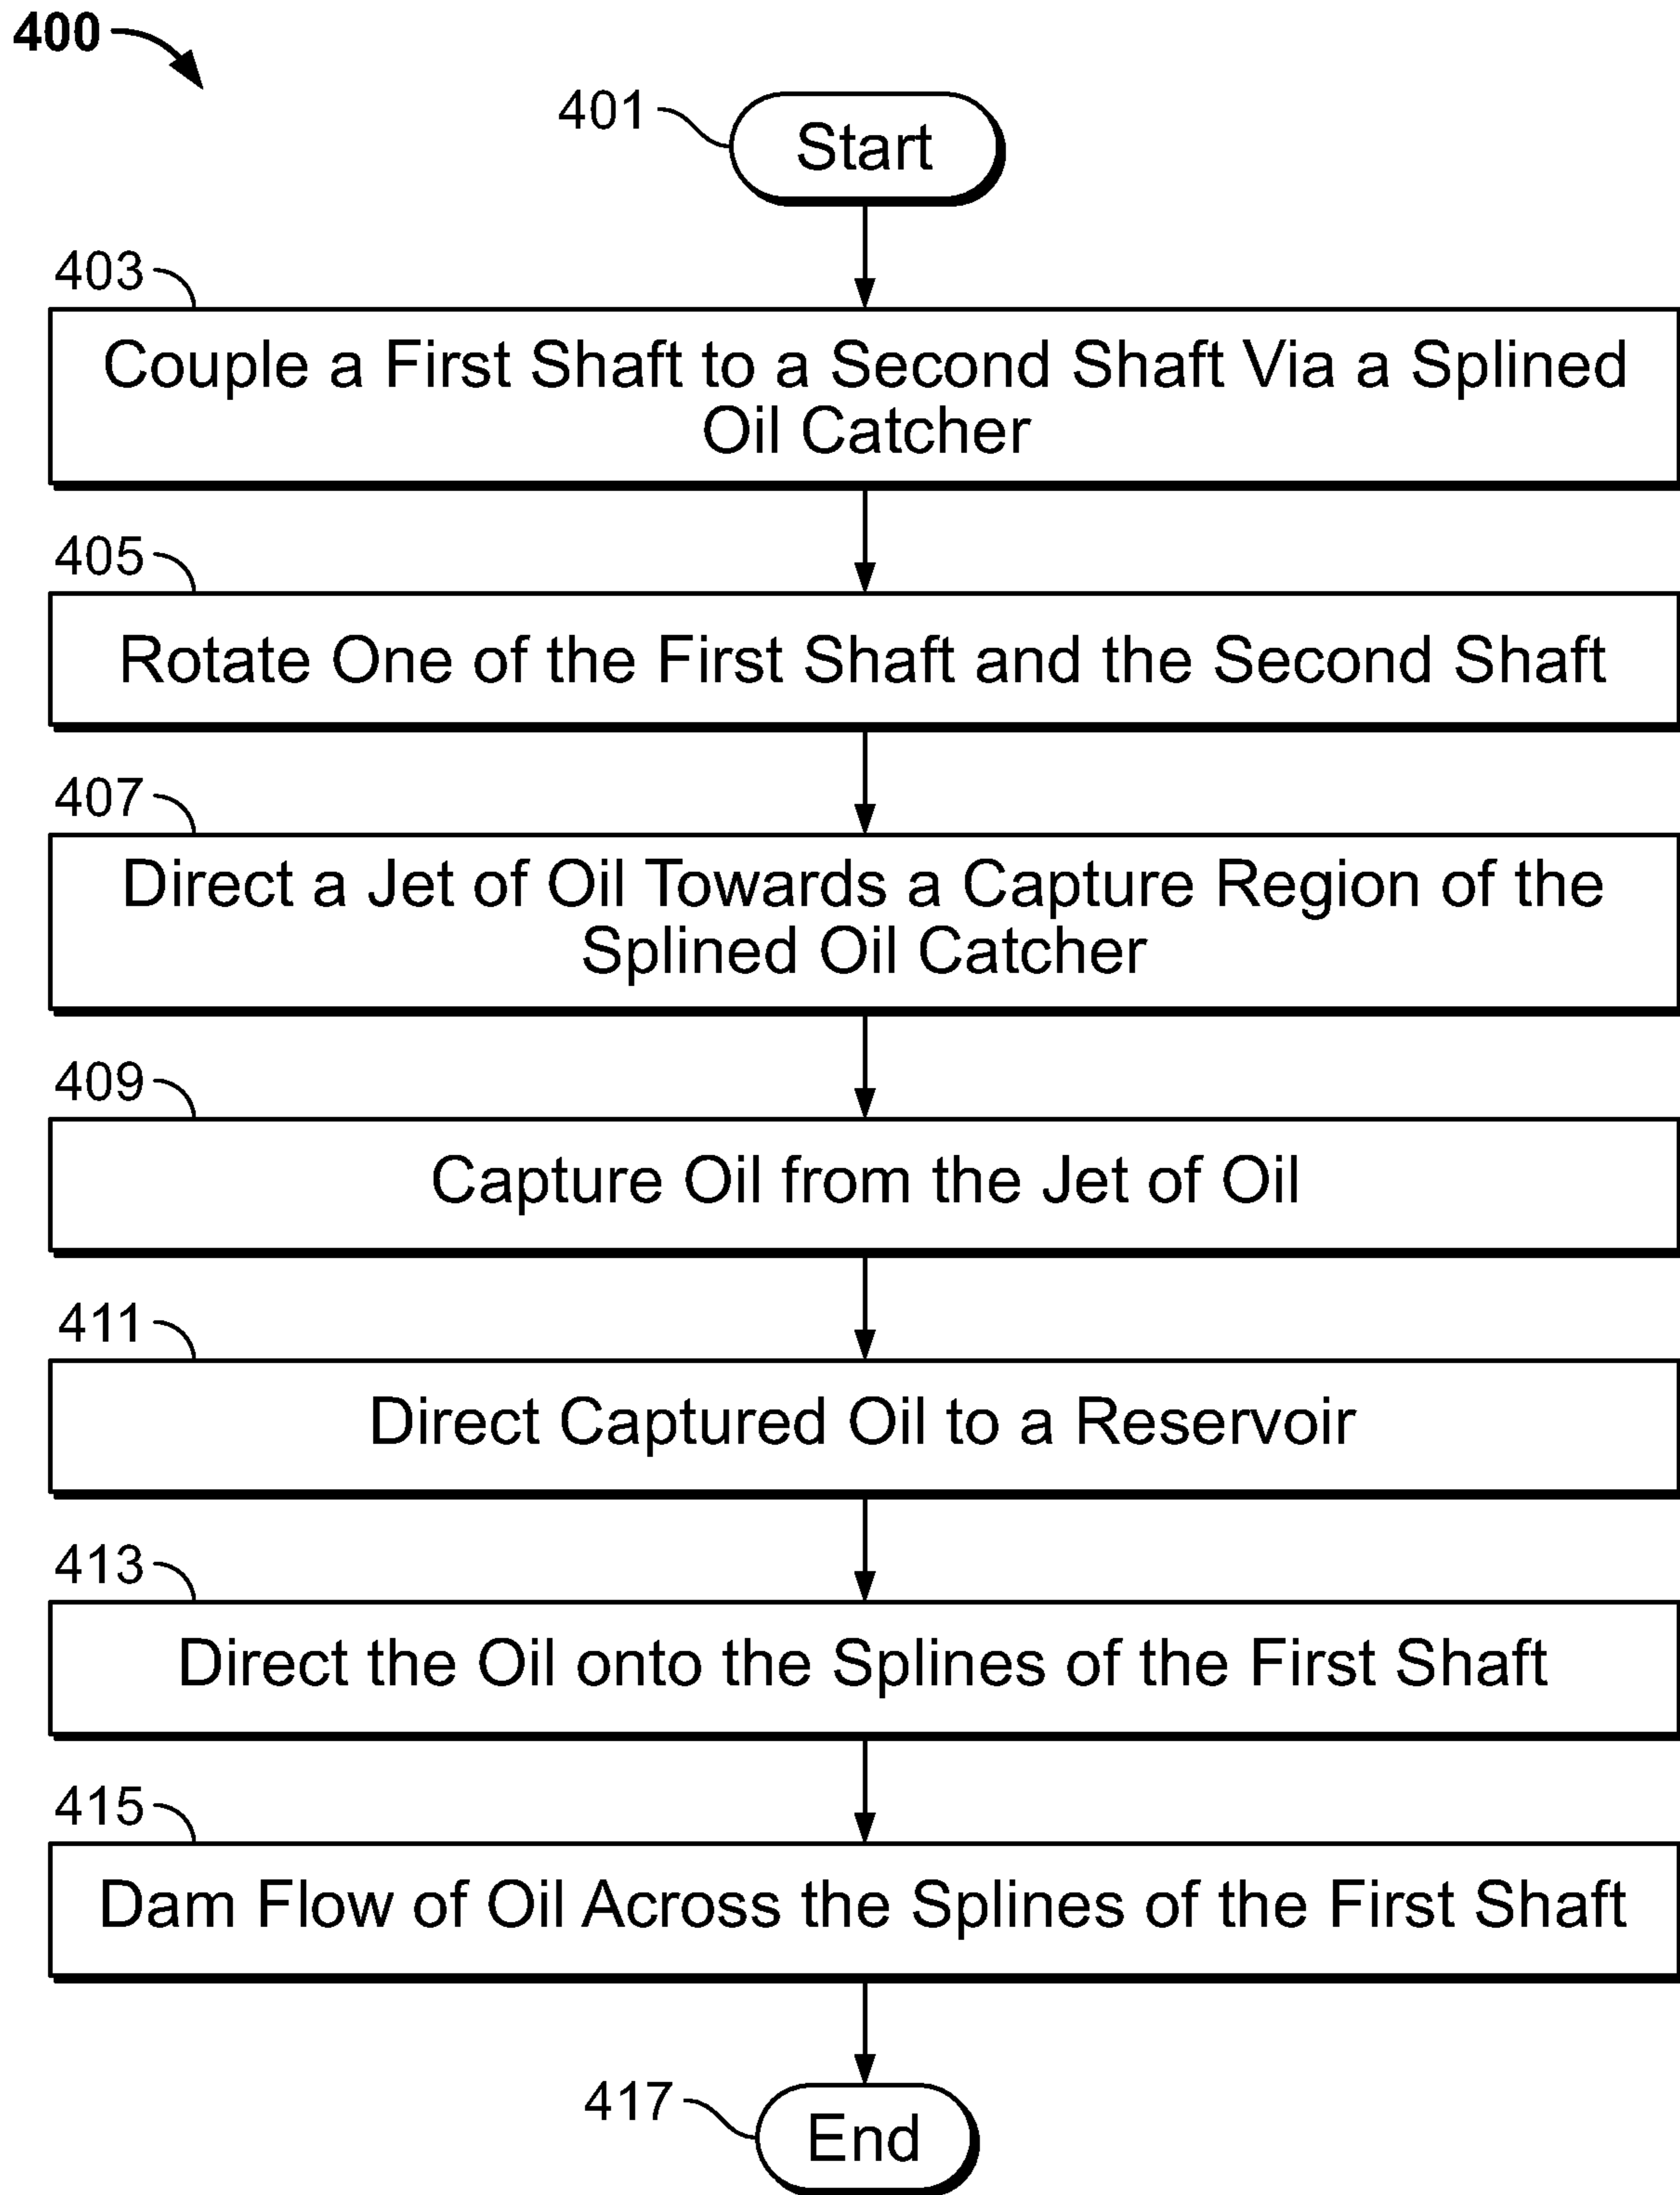 400
401
Start
403
Couple a First Shaft to a Second Shaft Via a Splined
Oil Catcher
405
Rotate One of the First Shaft and the Second Shaft
407
Direct a Jet of Oil Towards a Capture Region of the
Splined Oil Catcher
409
Capture Oil from the Jet of Oil
411
Direct Captured Oil to a Reservoir
413
Direct the Oil onto the Splines of the First Shaft
415
Dam Flow of Oil Across the Splines of the First Shaft
417
End